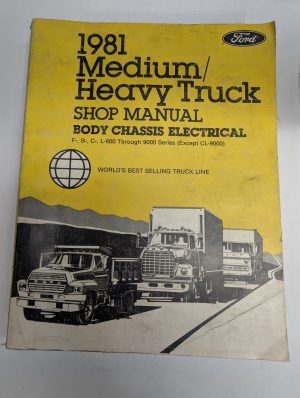 Ford
1981
Medium/
Heavy Truck
SHOP MANUAL
BODY CHASSIS ELECTRICAL
F-, B-, C-, L-600 Through 9000 Series (Except CL-9000)
WORLD'S BEST SELLING TRUCK LINE